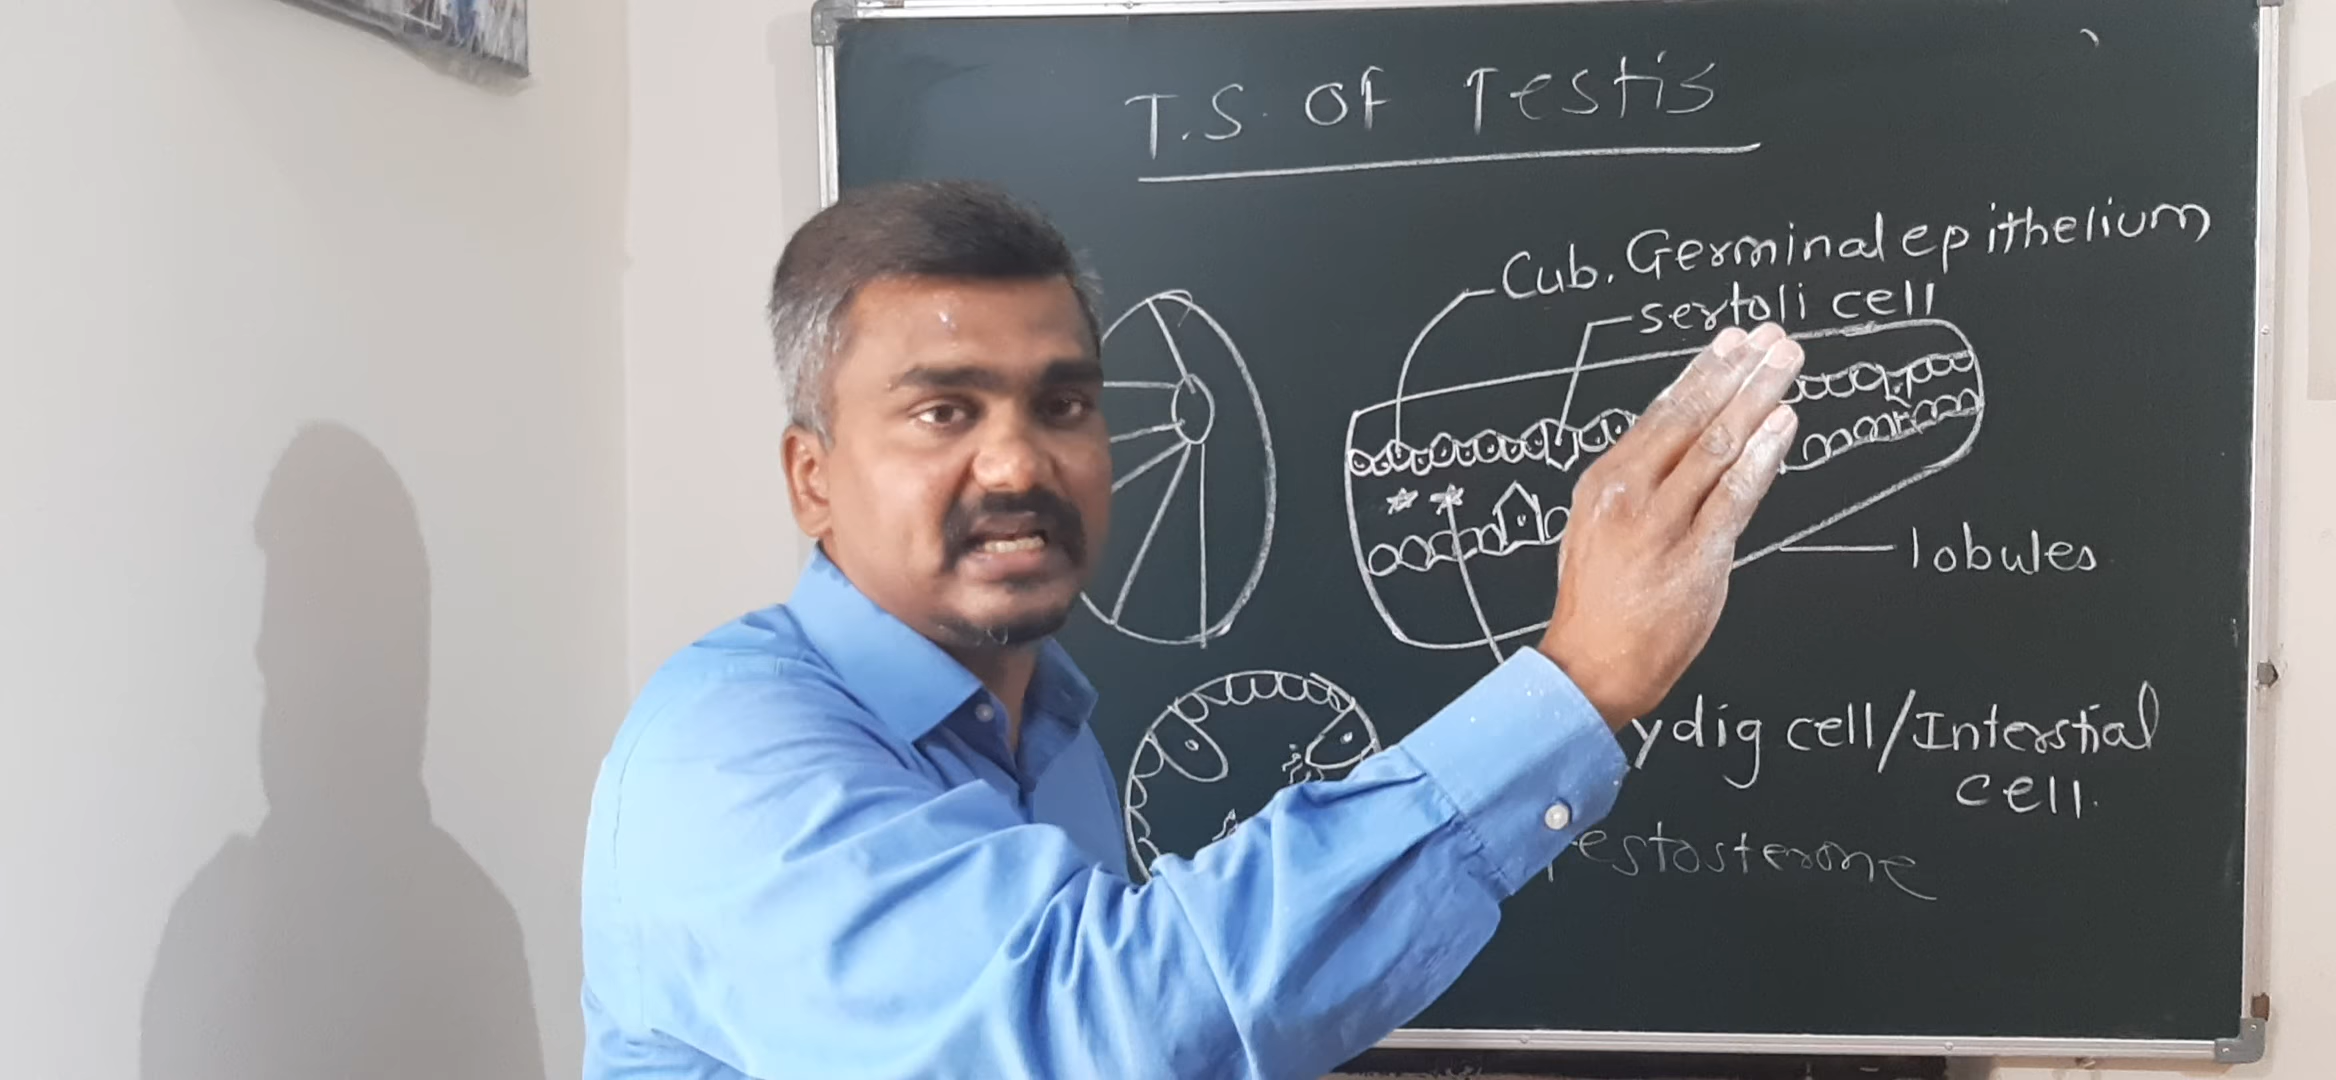 T.S. of Testis
Cub. Germinal epithelium
sertoli cell
lobules
ydig cell/Interstial
cell.
estosterone